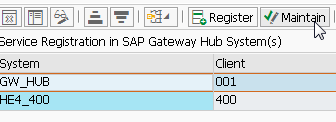 Register Maintain
Service Registration in SAP Gateway Hub System(s)
System Client
GW_HUB 001
HE4_400 400